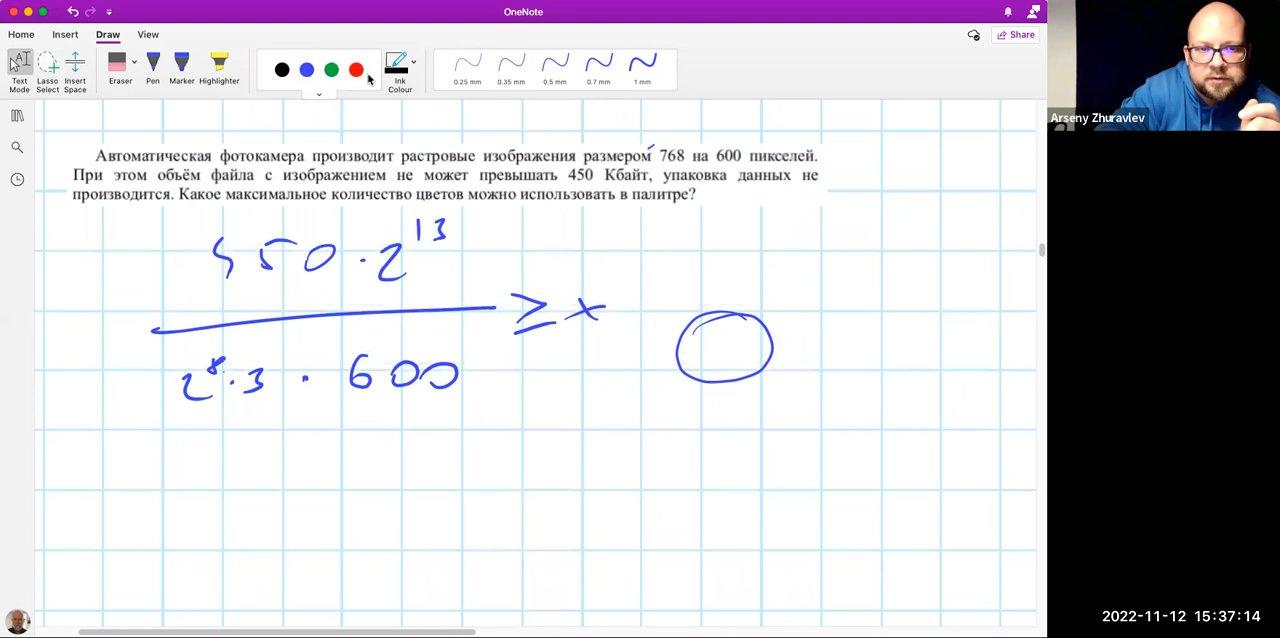 OneNote
Home Insert Draw View
Share
Text Mode
Lasso Select
Insert Space
Eraser
Pen
Marker
Highlighter
Ink Colour
0.25 mm
0.35 mm
0.5 mm
0.7 mm
1 mm
Arseny Zhuravlev
Автоматическая фотокамера производит растровые изображения размером 768 на 600 пикселей.
При этом объём файла с изображением не может превышать 450 Кбайт, упаковка данных не
производится. Какое максимальное количество цветов можно использовать в палитре?
450 · 2^13
≥ x
2^8 · 3 · 600
2022-11-12 15:37:14